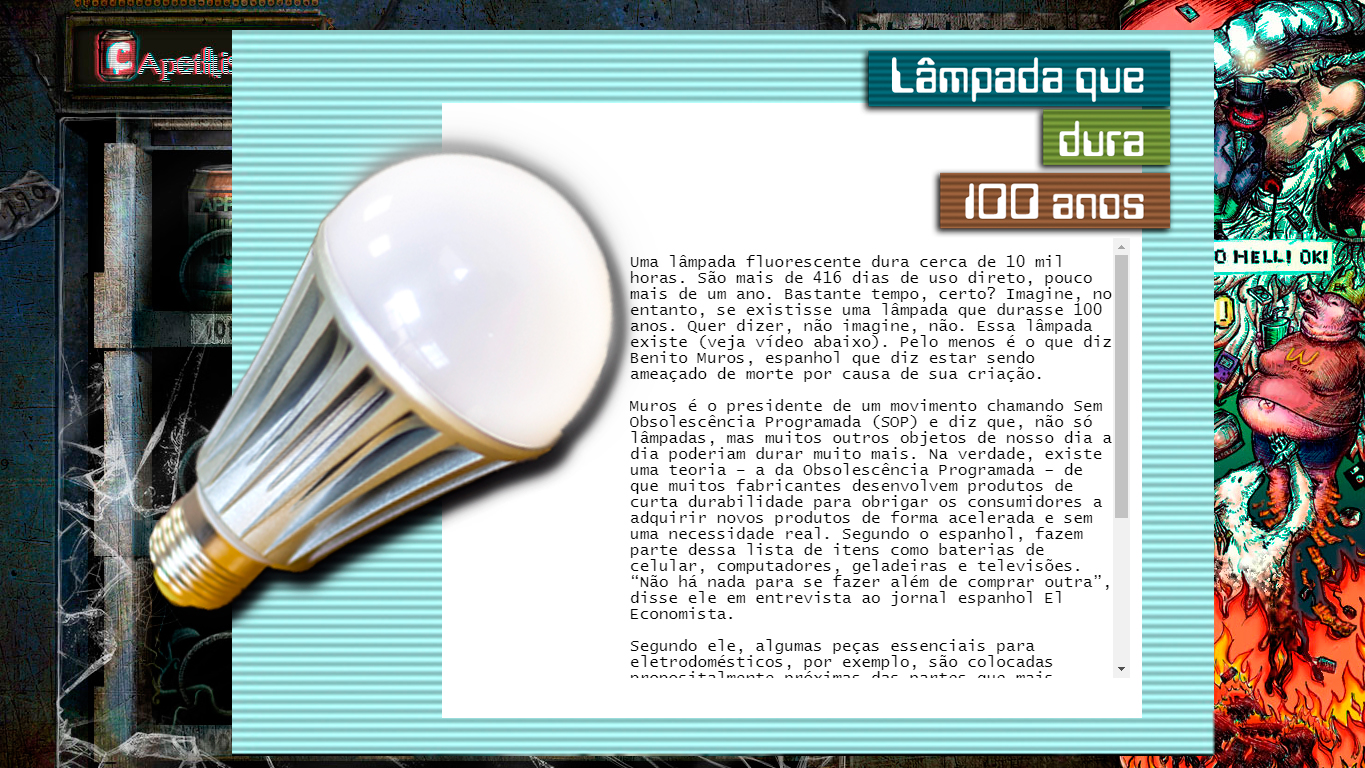 Lâmpada que
dura
100 anos
Uma lâmpada fluorescente dura cerca de 10 mil
horas. São mais de 416 dias de uso direto, pouco
mais de um ano. Bastante tempo, certo? Imagine, no
entanto, se existisse uma lâmpada que durasse 100
anos. Quer dizer, não imagine, não. Essa lâmpada
existe (veja vídeo abaixo). Pelo menos é o que diz
Benito Muros, espanhol que diz estar sendo
ameaçado de morte por causa de sua criação.
Muros é o presidente de um movimento chamando Sem
Obsolescência Programada (SOP) e diz que, não só
lâmpadas, mas muitos outros objetos de nosso dia a
dia poderiam durar muito mais. Na verdade, existe
uma teoria – a da Obsolescência Programada – de
que muitos fabricantes desenvolvem produtos de
curta durabilidade para obrigar os consumidores a
adquirir novos produtos de forma acelerada e sem
uma necessidade real. Segundo o espanhol, fazem
parte dessa lista de itens como baterias de
celular, computadores, geladeiras e televisões.
“Não há nada para se fazer além de comprar outra”,
disse ele em entrevista ao jornal espanhol El
Economista.
Segundo ele, algumas peças essenciais para
eletrodomésticos, por exemplo, são colocadas
propositalmente próximas das partes que mais
O HELL! OK!